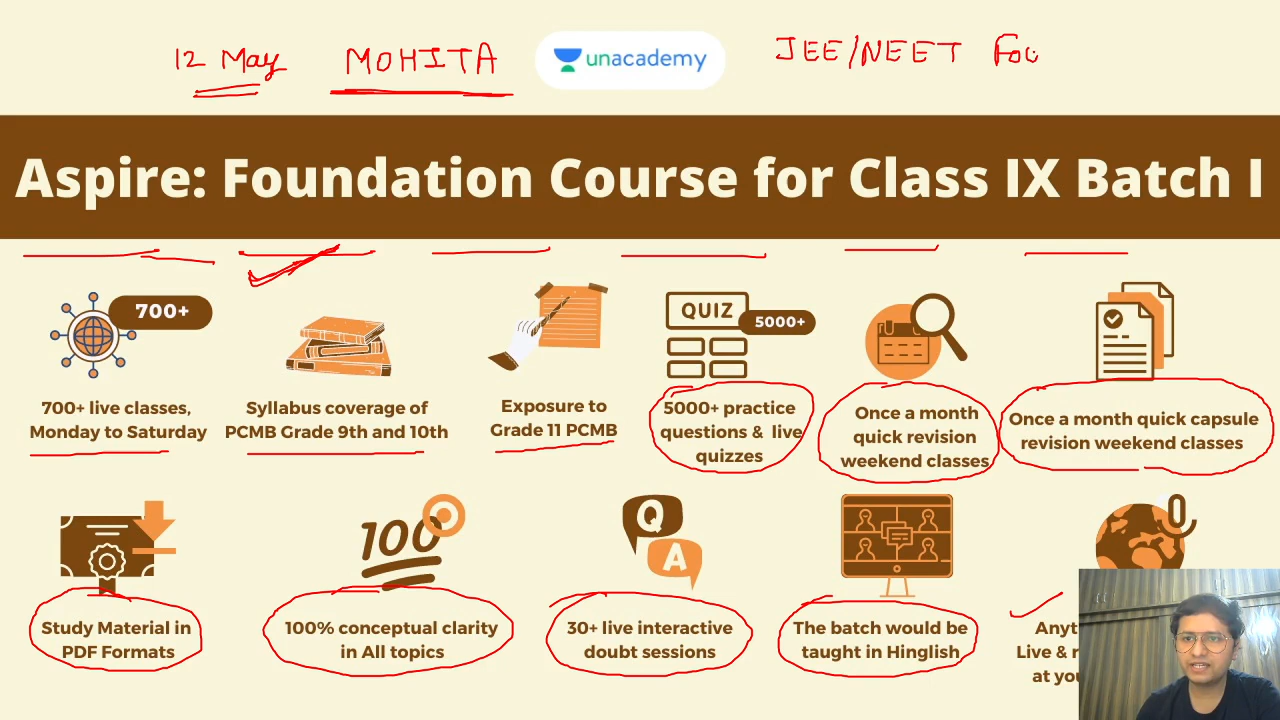 12 May MOHITA unacademy JEE/NEET
Aspire: Foundation Course for Class IX Batch I
700+
QUIZ
5000+
700+ live classes,
Monday to Saturday
Syllabus coverage of
PCMB Grade 9th and 10th
Exposure to
Grade 11 PCMB
5000+ practice
questions & live
quizzes
Once a month
quick revision
weekend classes
Once a month quick capsule
revision weekend classes
100
Q
A
Study Material in
PDF Formats
100% conceptual clarity
in All topics
30+ live interactive
doubt sessions
The batch would be
taught in Hinglish
Live &